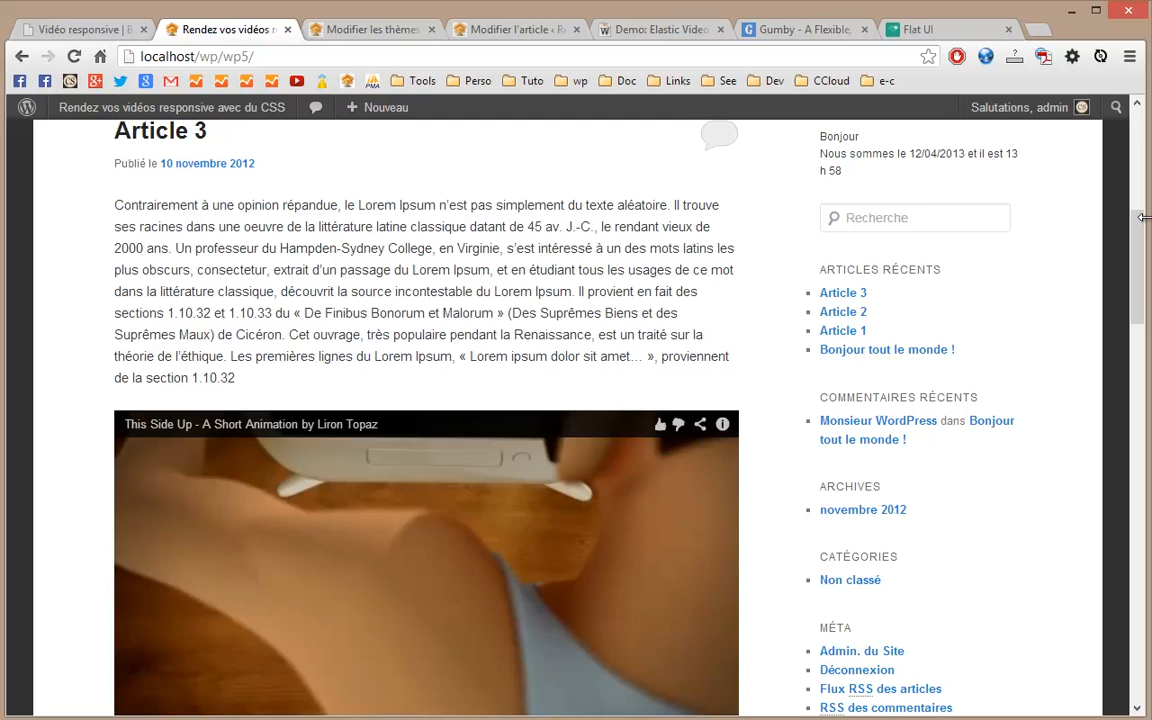 Vidéo responsive | B
Rendez vos vidéos r
Modifier les thèmes
Modifier l'article « R
Demo: Elastic Video
Gumby - A Flexible,
Flat UI
localhost/wp/wp5/
Tools
Perso
Tuto
wp
Doc
Links
See
Dev
CCloud
e-c
Rendez vos vidéos responsive avec du CSS
Nouveau
Salutations, admin
Article 3
Publié le 10 novembre 2012
Contrairement à une opinion répandue, le Lorem Ipsum n'est pas simplement du texte aléatoire. Il trouve
ses racines dans une oeuvre de la littérature latine classique datant de 45 av. J.-C., le rendant vieux de
2000 ans. Un professeur du Hampden-Sydney College, en Virginie, s'est intéressé à un des mots latins les
plus obscurs, consectetur, extrait d'un passage du Lorem Ipsum, et en étudiant tous les usages de ce mot
dans la littérature classique, découvrit la source incontestable du Lorem Ipsum. Il provient en fait des
sections 1.10.32 et 1.10.33 du « De Finibus Bonorum et Malorum » (Des Suprêmes Biens et des
Suprêmes Maux) de Cicéron. Cet ouvrage, très populaire pendant la Renaissance, est un traité sur la
théorie de l'éthique. Les premières lignes du Lorem Ipsum, « Lorem ipsum dolor sit amet... », proviennent
de la section 1.10.32
This Side Up - A Short Animation by Liron Topaz
Bonjour
Nous sommes le 12/04/2013 et il est 13
h 58
Recherche
ARTICLES RÉCENTS
Article 3
Article 2
Article 1
Bonjour tout le monde !
COMMENTAIRES RÉCENTS
Monsieur WordPress dans Bonjour
tout le monde !
ARCHIVES
novembre 2012
CATÉGORIES
Non classé
MÉTA
Admin. du Site
Déconnexion
Flux RSS des articles
RSS des commentaires